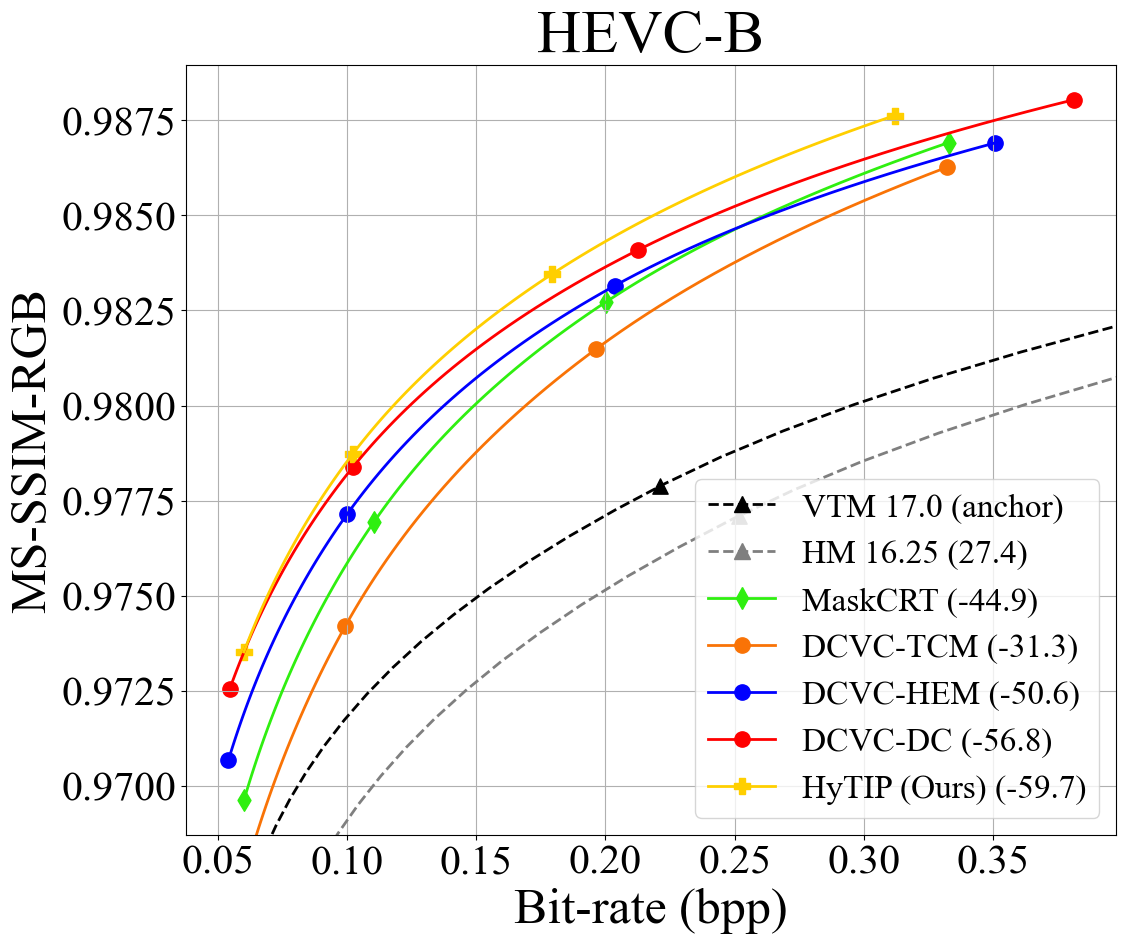 HEVC-B
MS-SSIM-RGB
0.9875
0.9850
0.9825
0.9800
0.9775
0.9750
0.9725
0.9700
VTM 17.0 (anchor)
HM 16.25 (27.4)
MaskCRT (-44.9)
DCVC-TCM (-31.3)
DCVC-HEM (-50.6)
DCVC-DC (-56.8)
HyTIP (Ours) (-59.7)
0.05 0.10 0.15 0.20 0.25 0.30 0.35
Bit-rate (bpp)